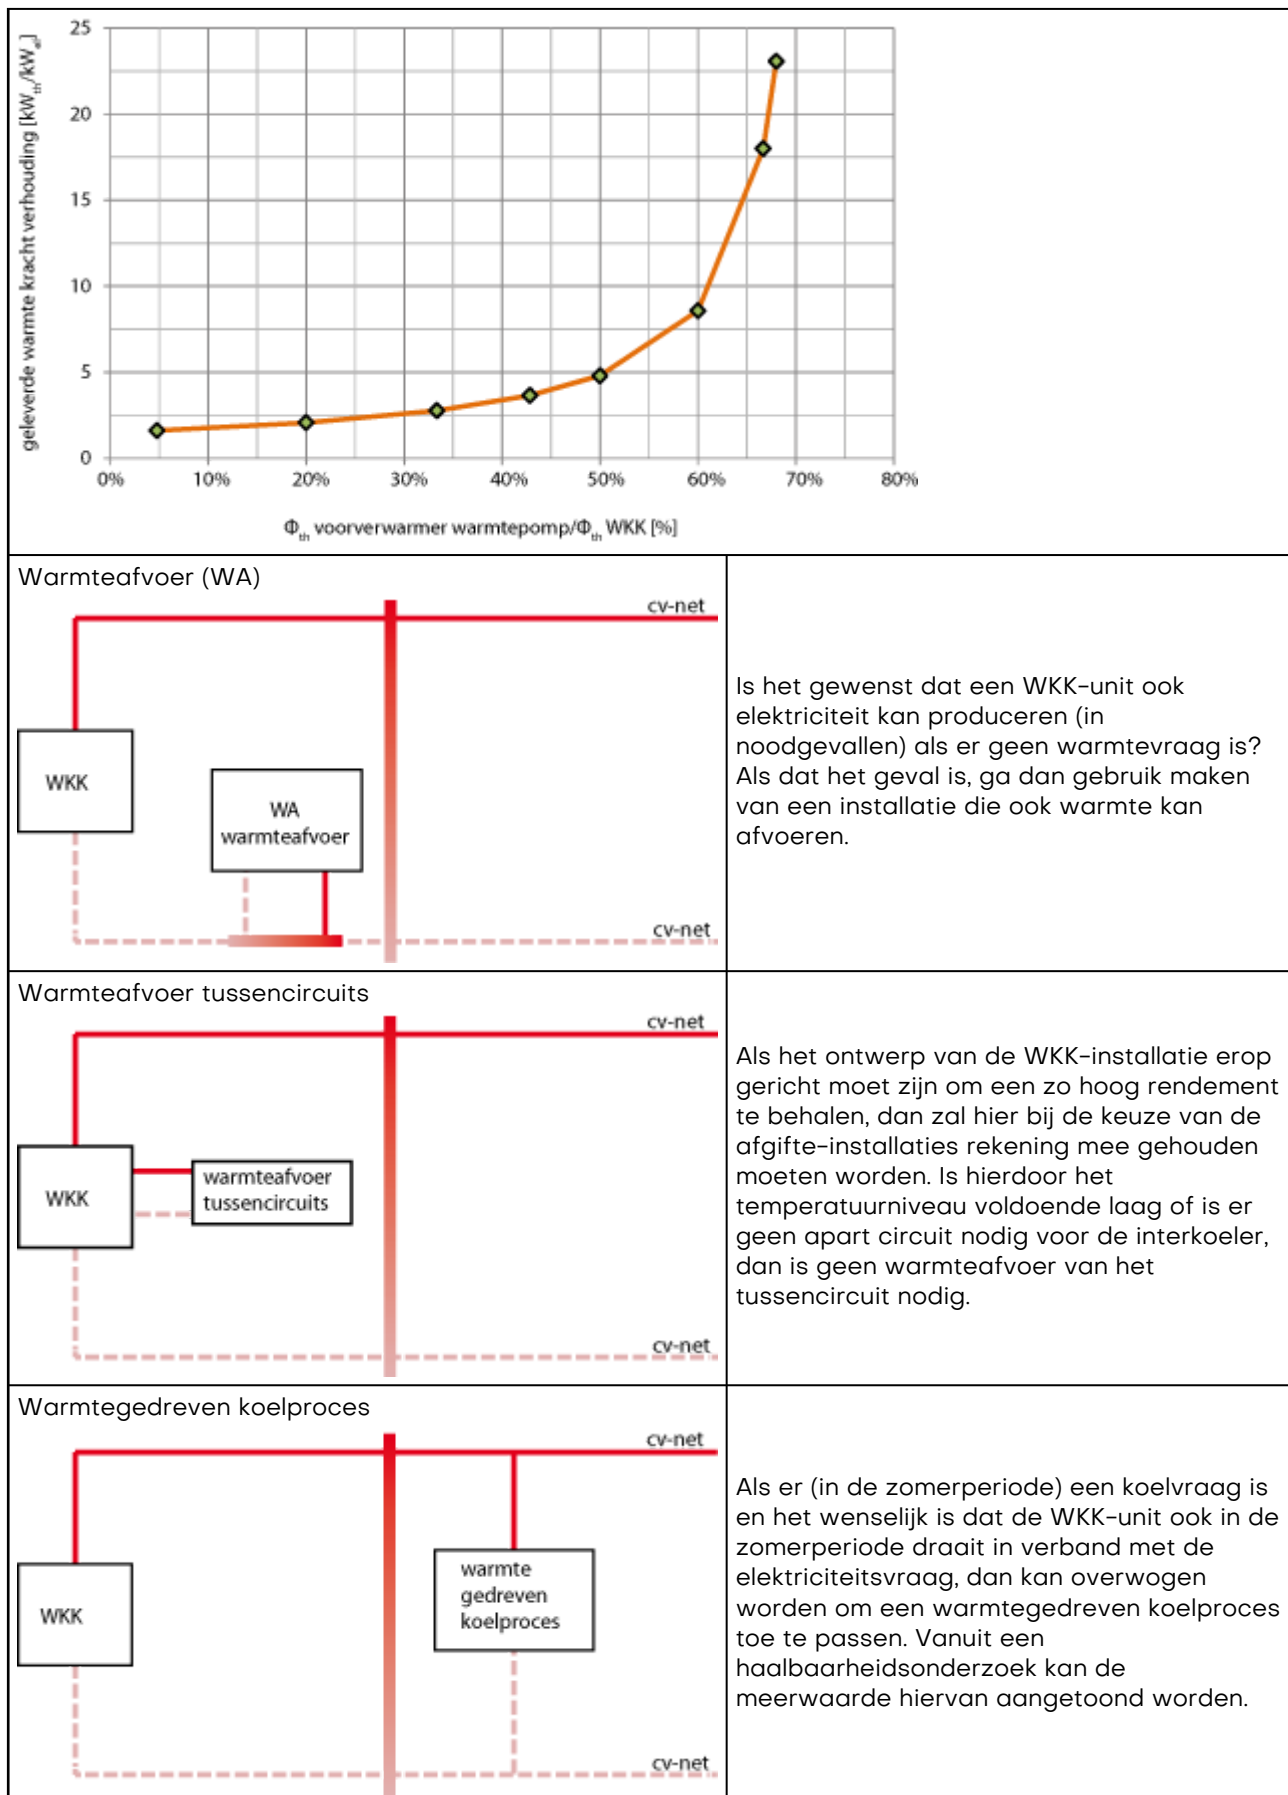 geleverde warmte kracht verhouding [kWth/kWel]
25
20
15
10
5
0
0%
10%
20%
30%
40%
50%
60%
70%
80%
Φth voorverwarmer warmtepomp/Φth WKK [%]
Warmteafvoer (WA)
cv-net
WKK
WA
warmteafvoer
cv-net
Is het gewenst dat een WKK-unit ook
elektriciteit kan produceren (in
noodgevallen) als er geen warmtevraag is?
Als dat het geval is, ga dan gebruik maken
van een installatie die ook warmte kan
afvoeren.
Warmteafvoer tussencircuits
cv-net
WKK
warmteafvoer
tussencircuits
cv-net
Als het ontwerp van de WKK-installatie erop
gericht moet zijn om een zo hoog rendement
te behalen, dan zal hier bij de keuze van de
afgifte-installaties rekening mee gehouden
moeten worden. Is hierdoor het
temperatuurniveau voldoende laag of is er
geen apart circuit nodig voor de interkoeler,
dan is geen warmteafvoer van het
tussencircuit nodig.
Warmtegedreven koelproces
cv-net
WKK
warmte
gedreven
koelproces
cv-net
Als er (in de zomerperiode) een koelvraag is
en het wenselijk is dat de WKK-unit ook in de
zomerperiode draait in verband met de
elektriciteitsvraag, dan kan overwogen
worden om een warmtegedreven koelproces
toe te passen. Vanuit een
haalbaarheidsonderzoek kan de
meerwaarde hiervan aangetoond worden.